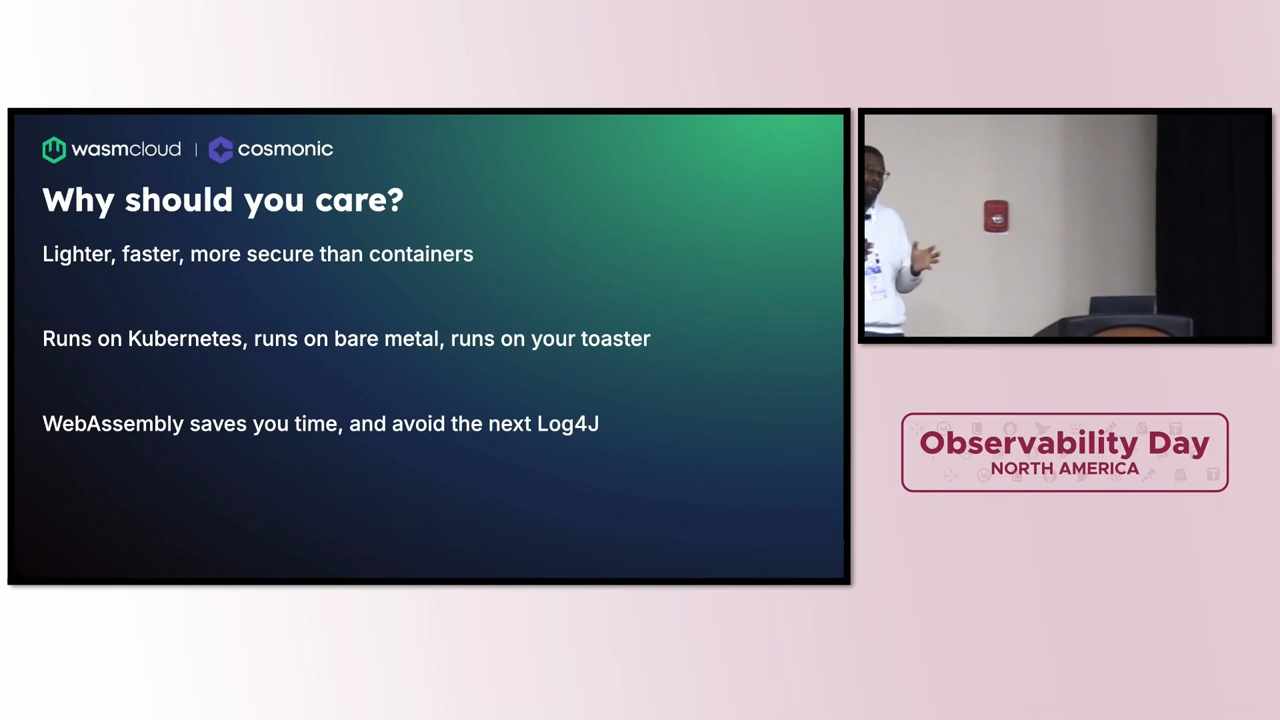 wasmcloud | cosmonic
Why should you care?
Lighter, faster, more secure than containers
Runs on Kubernetes, runs on bare metal, runs on your toaster
WebAssembly saves you time, and avoid the next Log4J
Observability Day
NORTH AMERICA